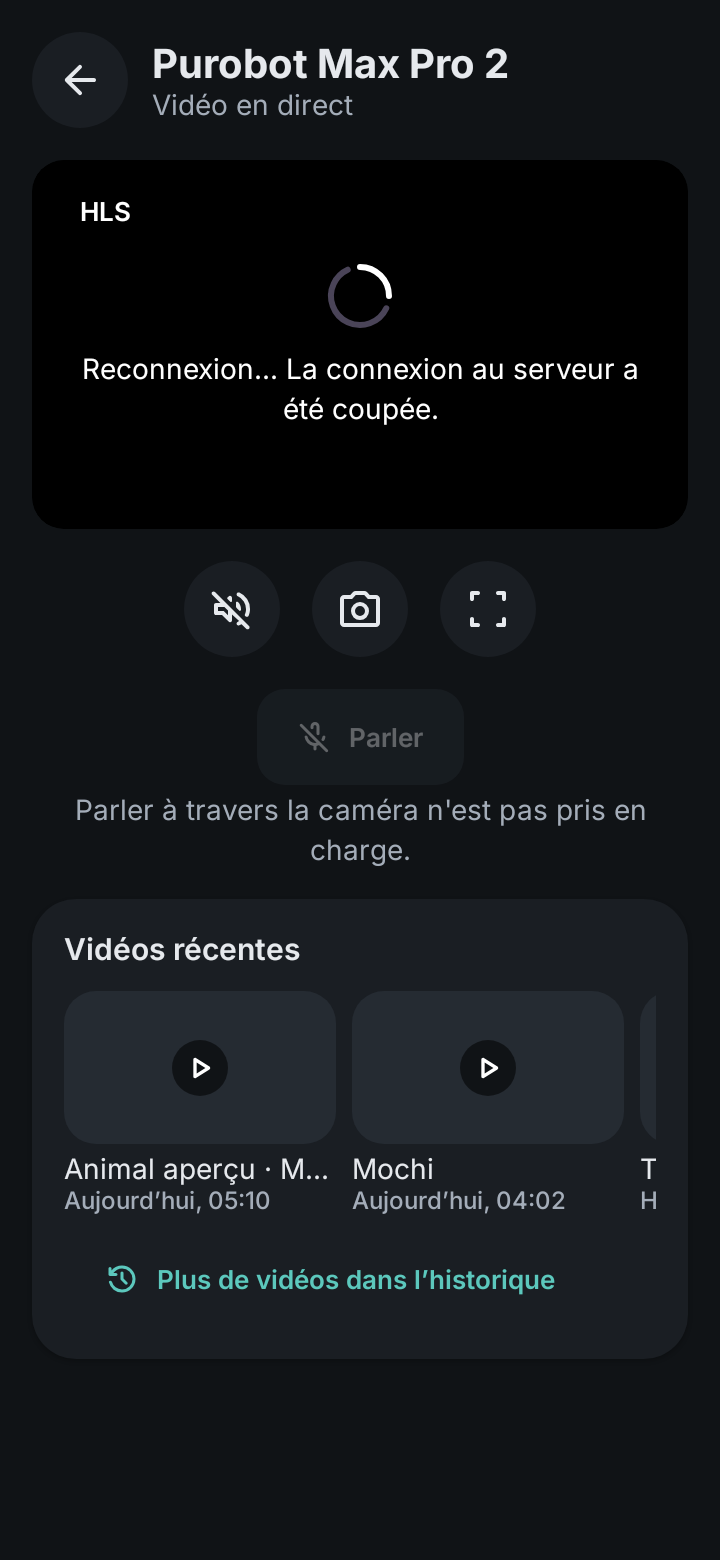 Purobot Max Pro 2
Vidéo en direct
HLS
Reconnexion… La connexion au serveur a
été coupée.
Parler
Parler à travers la caméra n'est pas pris en
charge.
Vidéos récentes
Animal aperçu · M…
Aujourd’hui, 05:10
Mochi
Aujourd’hui, 04:02
T
H
Plus de vidéos dans l’historique